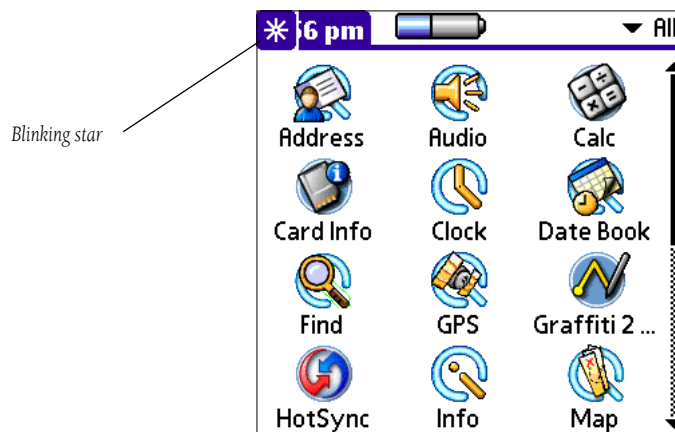 6 pm
All
Address Audio Calc
Blinking star
Card Info Clock Date Book
Find GPS Graffiti 2 ...
HotSync Info Map